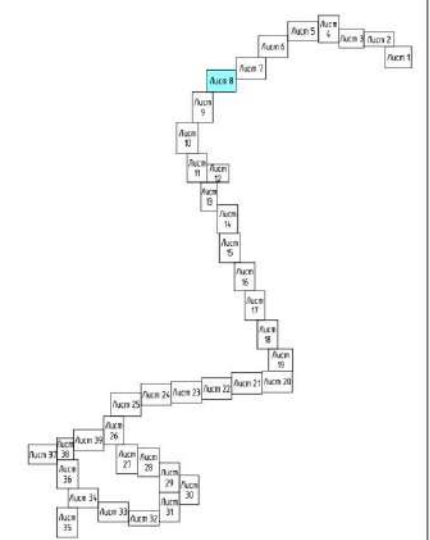 Лист
4
Лист 5
Лист 3
Лист 2
Лист 6
Лист 1
Лист 7
Лист 8
Лист
9
Лист
10
Лист
11
Лист
12
Лист
13
Лист
14
Лист
15
Лист
16
Лист
17
Лист
18
Лист
19
Лист 20
Лист 21
Лист 22
Лист 23
Лист 24
Лист 25
Лист
26
Лист 39
Лист
38
Лист 37
Лист
36
Лист
27
Лист
28
Лист
29
Лист
30
Лист
31
Лист 34
Лист 33
Лист 32
Лист
35